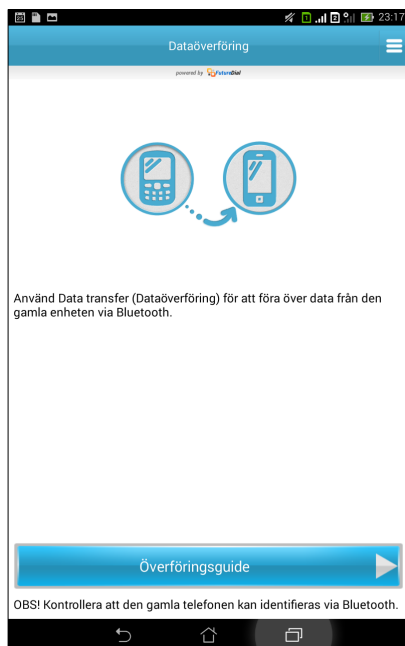 23:17
Dataöverföring
powered by FutureDial
Använd Data transfer (Dataöverföring) för att föra över data från den
gamla enheten via Bluetooth.
Överföringsguide
OBS! Kontrollera att den gamla telefonen kan identifieras via Bluetooth.